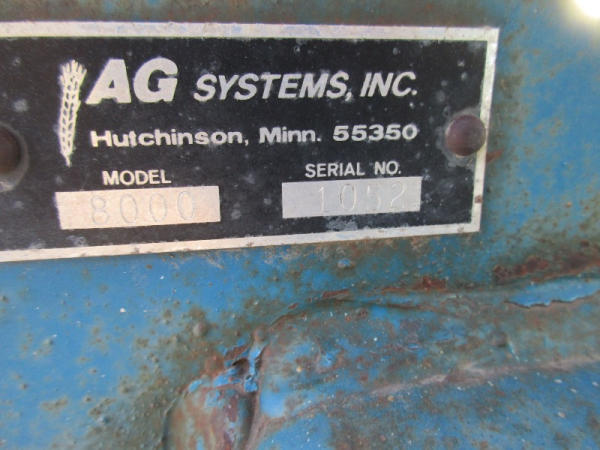 AG SYSTEMS, INC.
Hutchinson, Minn. 55350
MODEL SERIAL NO.
8000 1052